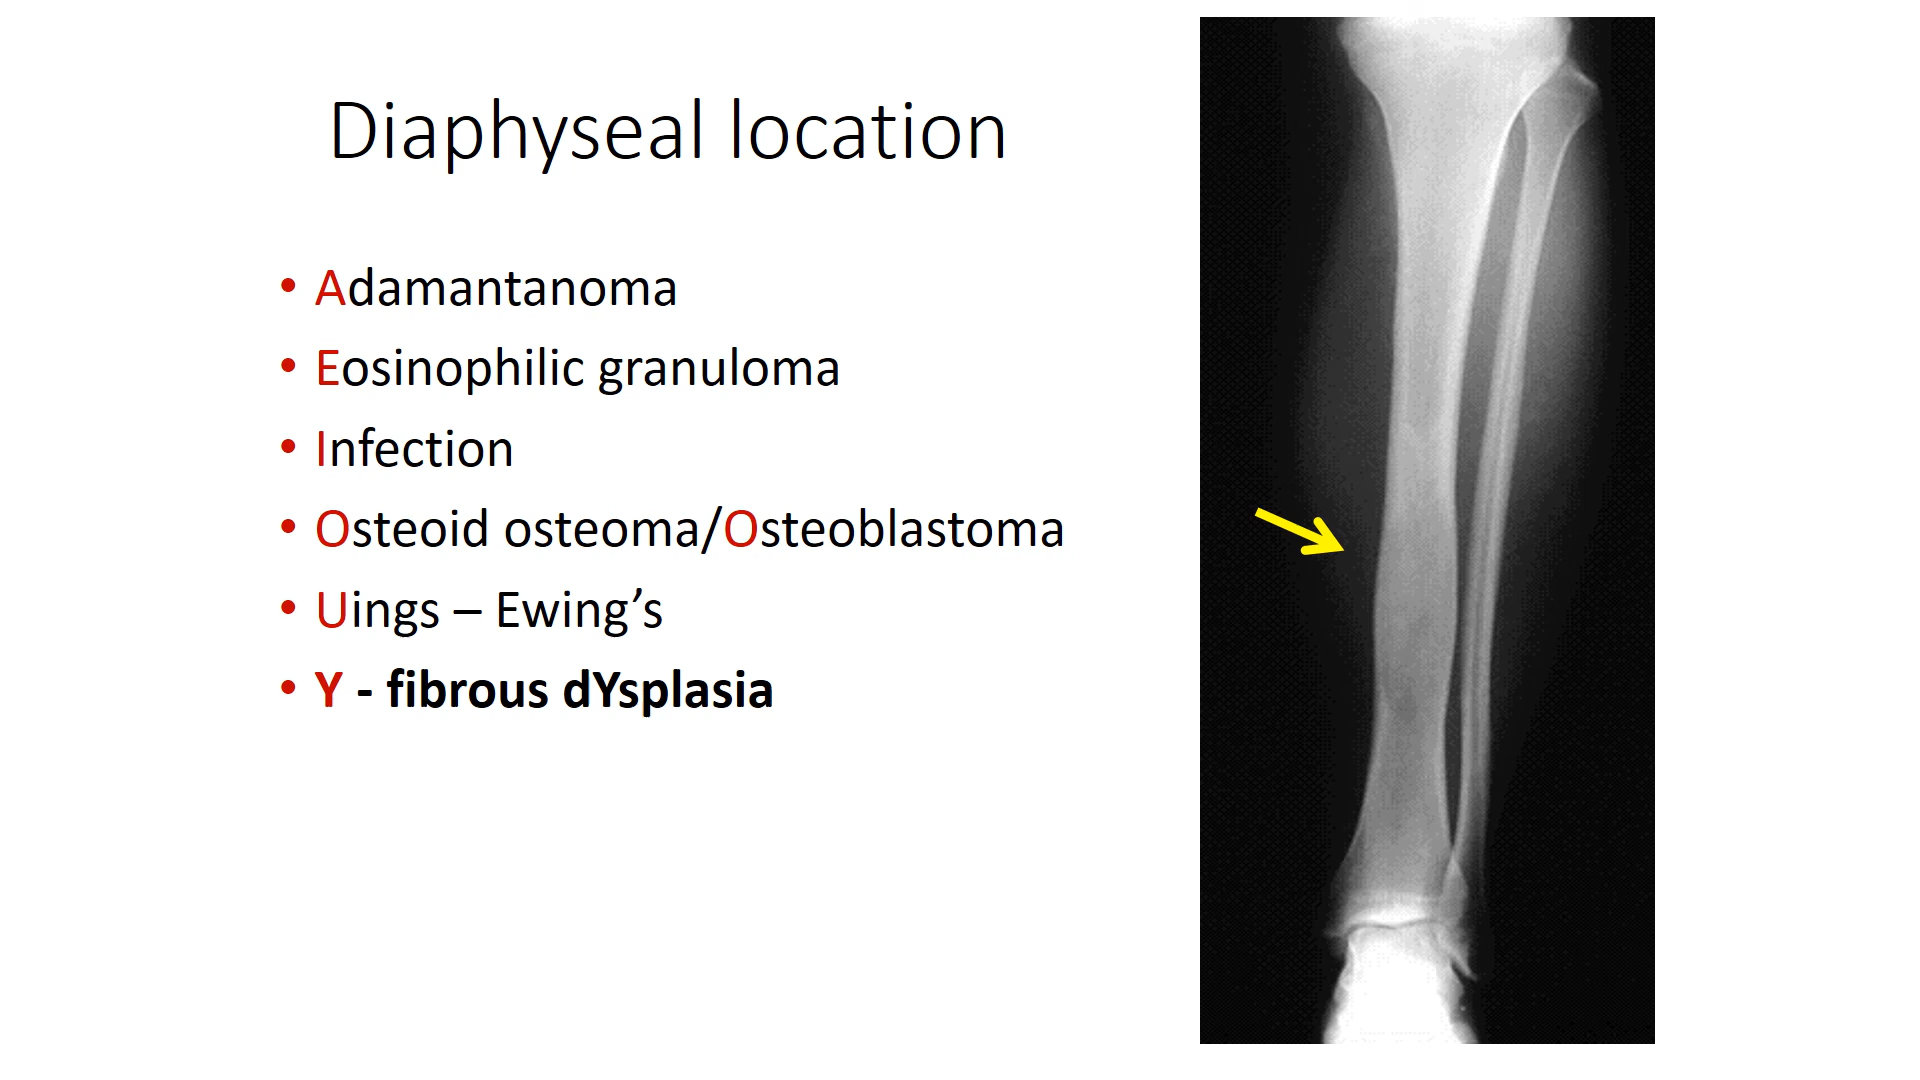 Diaphyseal location
• Adamantanoma
• Eosinophilic granuloma
• Infection
• Osteoid osteoma/Osteoblastoma
• Uings – Ewing’s
• Y - fibrous dYsplasia